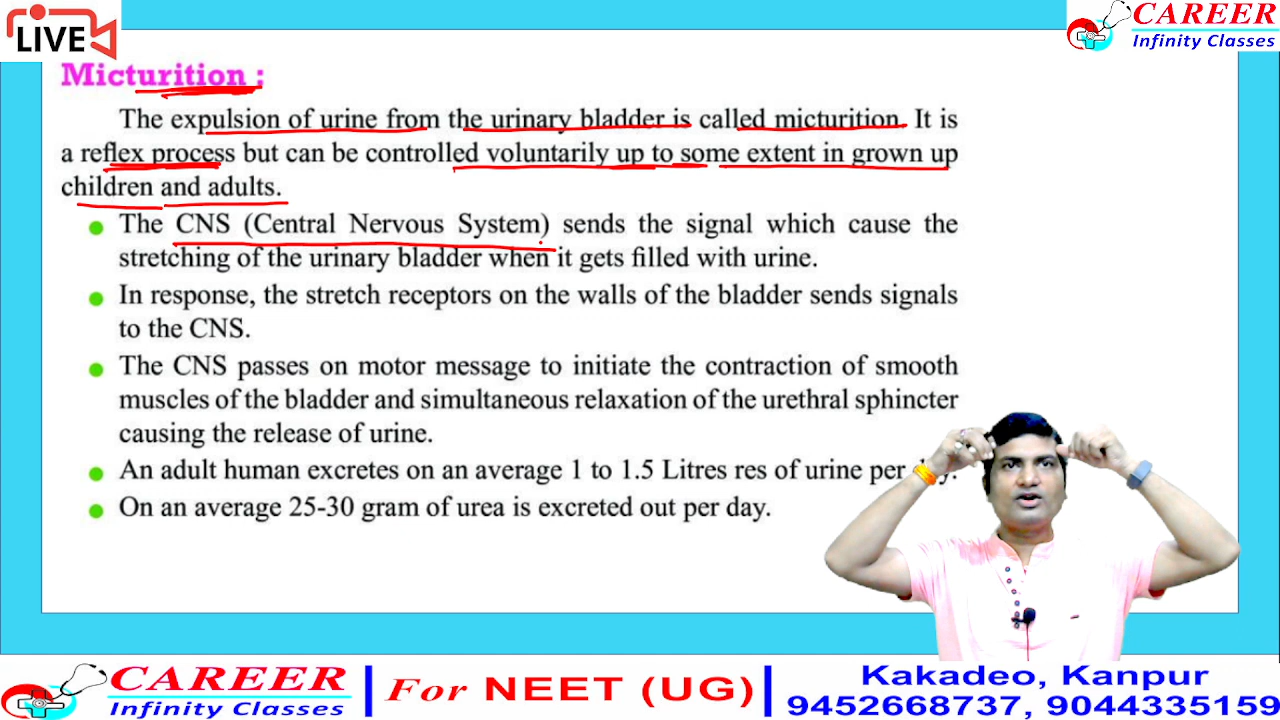 LIVE
CAREER
Infinity Classes
Micturition :
The expulsion of urine from the urinary bladder is called micturition. It is
a reflex process but can be controlled voluntarily up to some extent in grown up
children and adults.
The CNS (Central Nervous System) sends the signal which cause the
stretching of the urinary bladder when it gets filled with urine.
In response, the stretch receptors on the walls of the bladder sends signals
to the CNS.
The CNS passes on motor message to initiate the contraction of smooth
muscles of the bladder and simultaneous relaxation of the urethral sphincter
causing the release of urine.
An adult human excretes on an average 1 to 1.5 Litres res of urine per
On an average 25-30 gram of urea is excreted out per day.
CAREER
Infinity Classes
For NEET (UG)
Kakadeo, Kanpur
9452668737, 9044335159